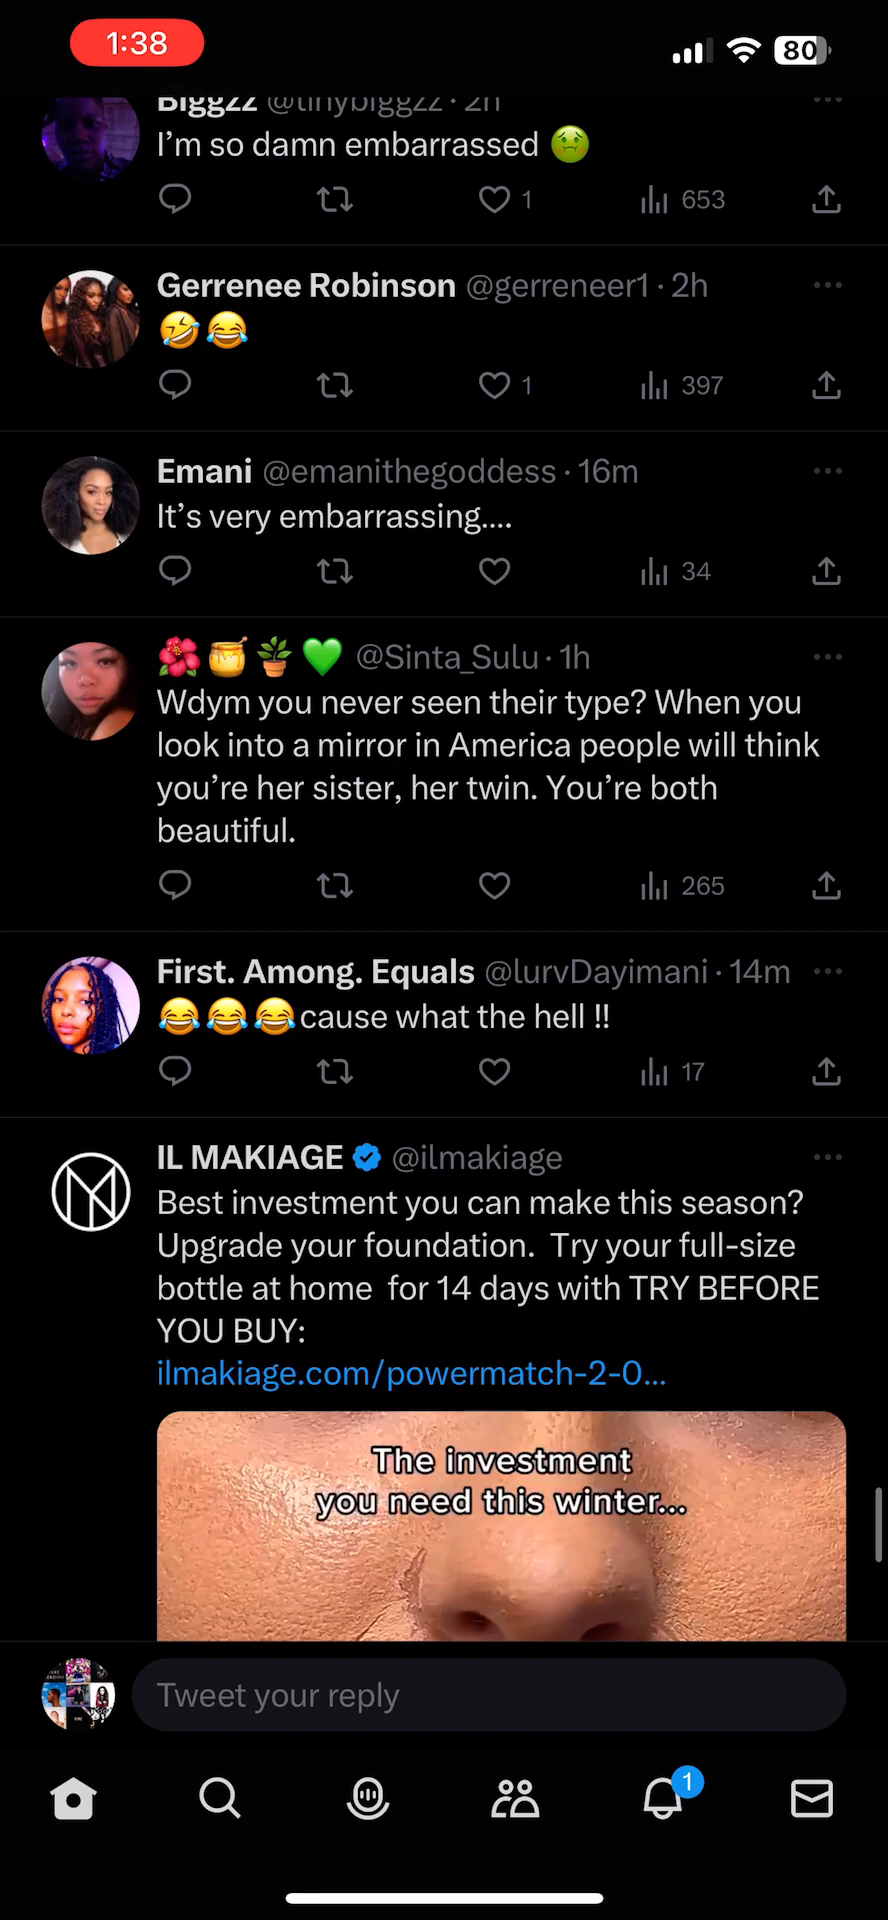 1:38
80
Biggzz @tinybiggzz · 2h
I’m so damn embarrassed 🤢
1
653
Gerrenee Robinson @gerreneer1 · 2h
🤣😂
1
397
Emani @emanithegoddess · 16m
It’s very embarrassing....
34
🌺🍯🪴💚 @Sinta_Sulu · 1h
Wdym you never seen their type? When you
look into a mirror in America people will think
you’re her sister, her twin. You’re both
beautiful.
265
First. Among. Equals @lurvDayimani · 14m
😂😂😂cause what the hell !!
17
IL MAKIAGE @ilmakiage
Best investment you can make this season?
Upgrade your foundation.  Try your full-size
bottle at home  for 14 days with TRY BEFORE
YOU BUY:
ilmakiage.com/powermatch-2-0...
The investment
you need this winter...
Tweet your reply
1